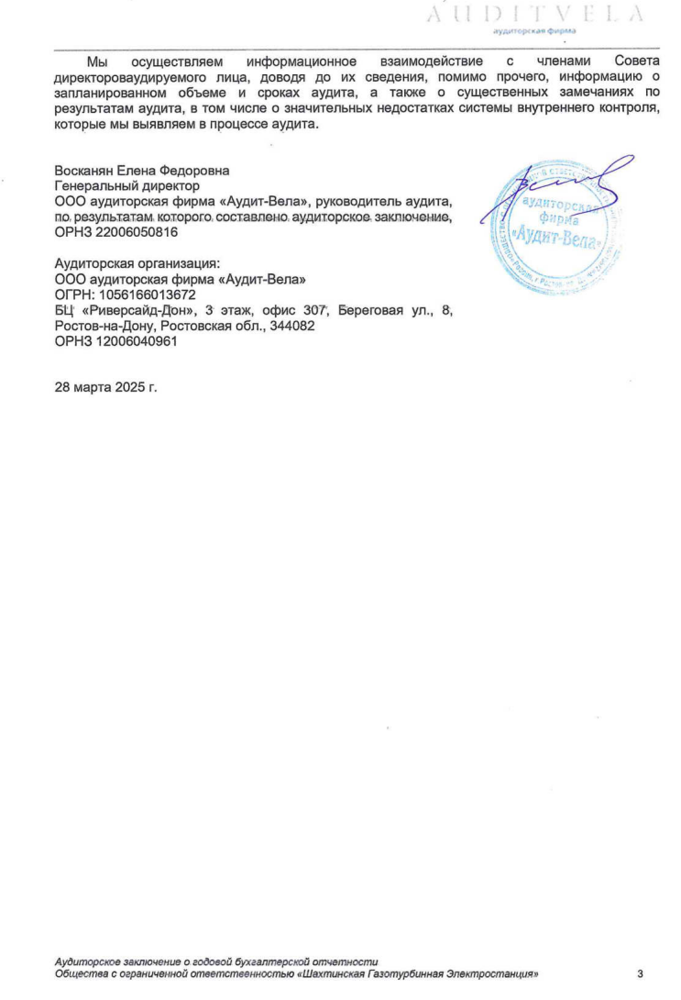 AUDITVELA
аудиторская фирма
Мы осуществляем информационное взаимодействие с членами Совета
директороваудируемого лица, доводя до их сведения, помимо прочего, информацию о
запланированном объеме и сроках аудита, а также о существенных замечаниях по
результатам аудита, в том числе о значительных недостатках системы внутреннего контроля,
которые мы выявляем в процессе аудита.
Восканян Елена Федоровна
Генеральный директор
ООО аудиторская фирма «Аудит-Вела», руководитель аудита,
по результатам которого составлено аудиторское заключение,
ОРНЗ 22006050816
аудиторская
фирма
«Аудит-Вела»
Аудиторская организация:
ООО аудиторская фирма «Аудит-Вела»
ОГРН: 1056166013672
БЦ «Риверсайд-Дон», 3 этаж, офис 307, Береговая ул., 8,
Ростов-на-Дону, Ростовская обл., 344082
ОРНЗ 12006040961
28 марта 2025 г.
Аудиторское заключение о годовой бухгалтерской отчетности
Общества с ограниченной ответственностью «Шахтинская Газотурбинная Электростанция» 3